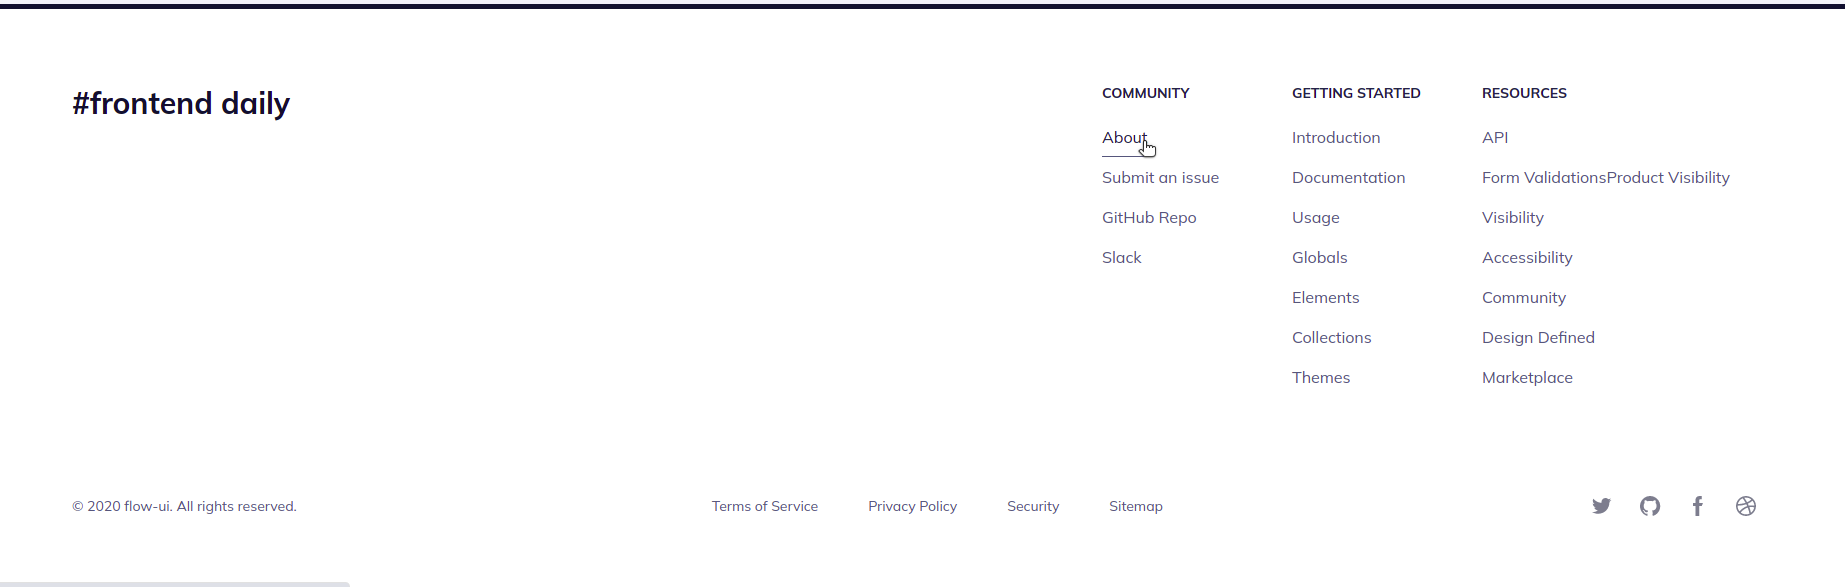 #frontend daily
COMMUNITY
About
Submit an issue
GitHub Repo
Slack
GETTING STARTED
Introduction
Documentation
Usage
Globals
Elements
Collections
Themes
RESOURCES
API
Form ValidationsProduct Visibility
Visibility
Accessibility
Community
Design Defined
Marketplace
© 2020 flow-ui. All rights reserved.
Terms of Service
Privacy Policy
Security
Sitemap